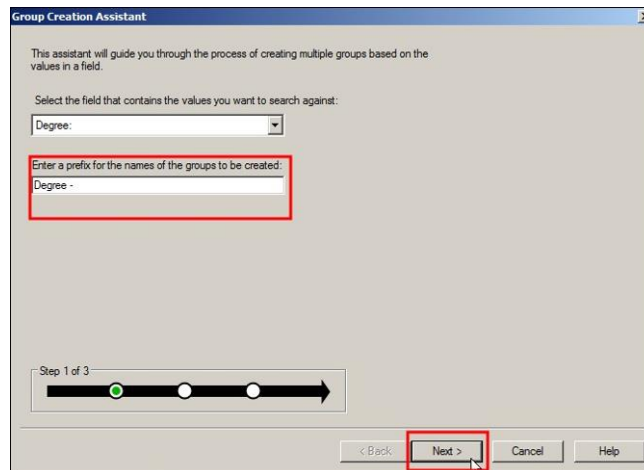 Group Creation Assistant
This assistant will guide you through the process of creating multiple groups based on the
values in a field.
Select the field that contains the values you want to search against:
Degree:
Enter a prefix for the names of the groups to be created:
Degree -
Step 1 of 3
< Back
Next >
Cancel
Help